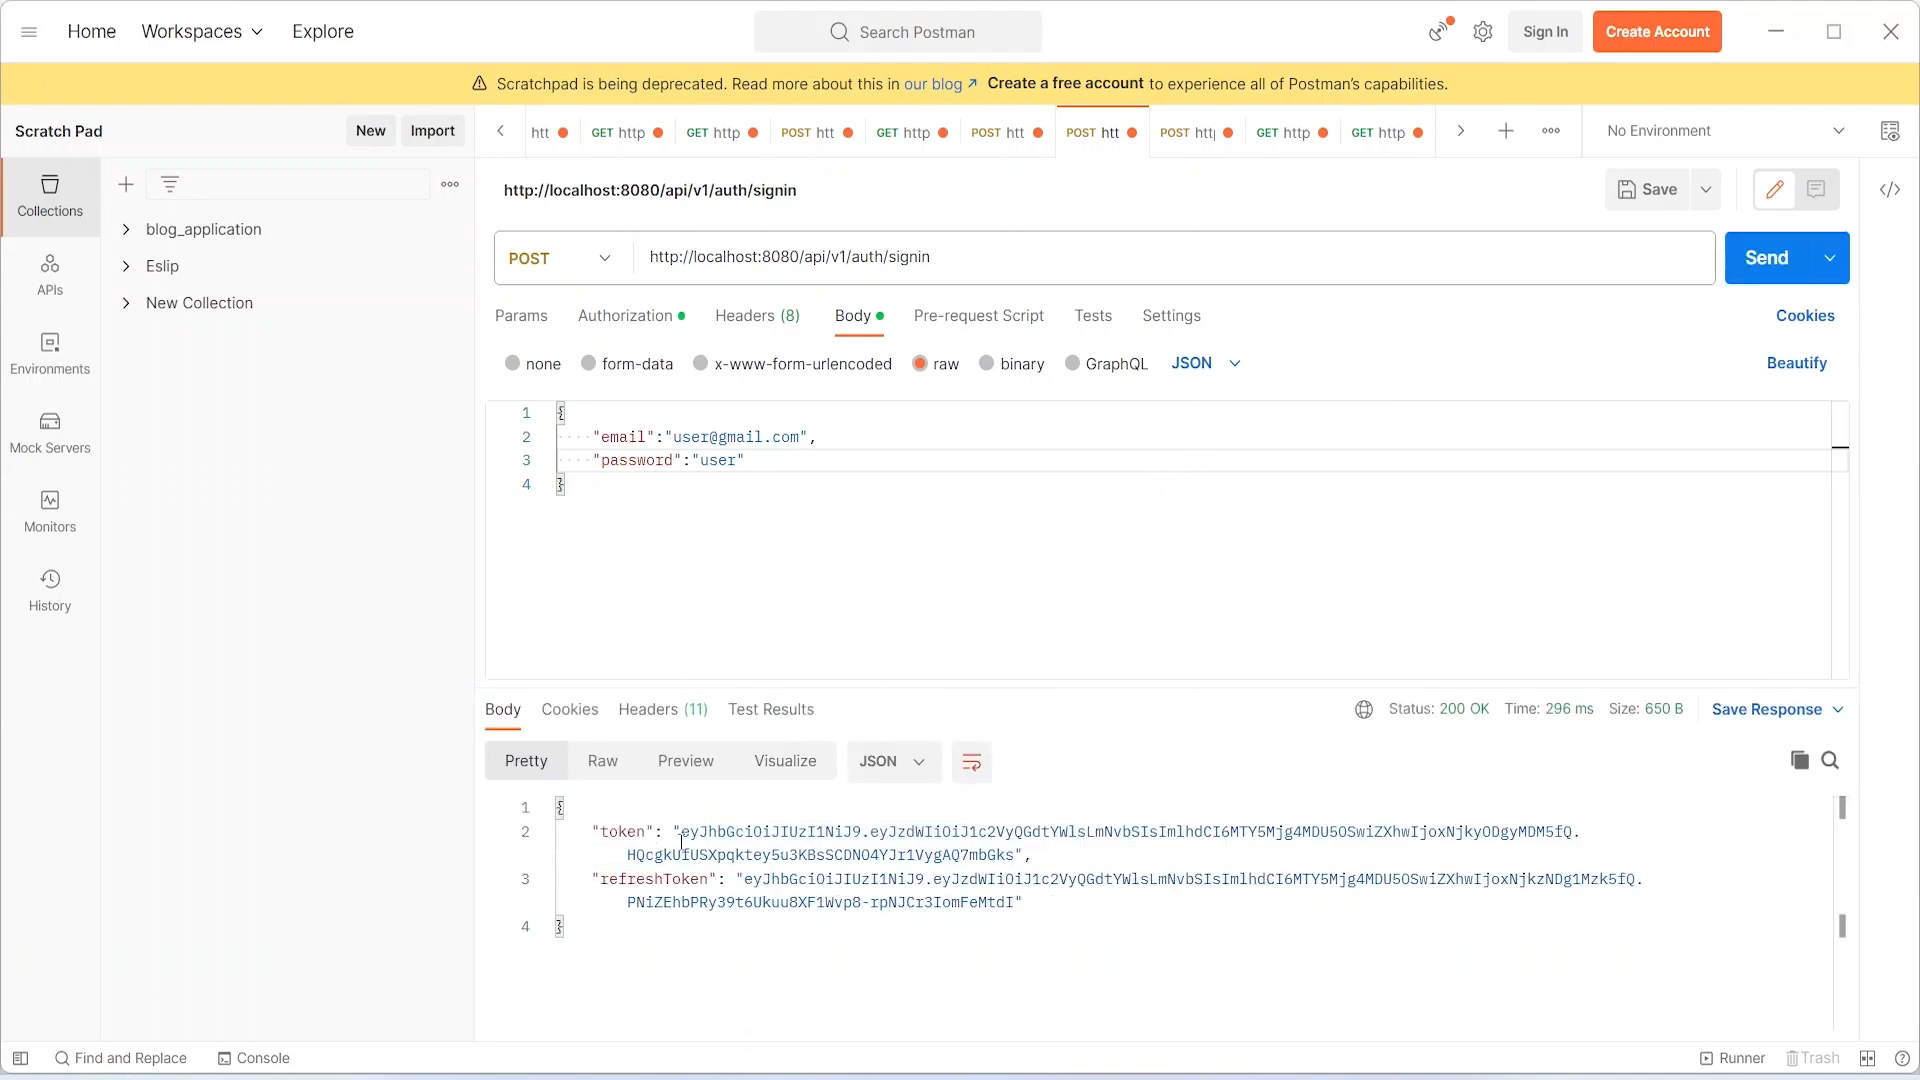 Home Workspaces Explore Search Postman Sign In Create Account
Scratchpad is being deprecated. Read more about this in our blog ↗ Create a free account to experience all of Postman's capabilities.
Scratch Pad New Import
htt GET http GET http POST htt GET http POST htt POST htt POST htt GET http GET http No Environment
Collections
APIs
Environments
Mock Servers
Monitors
History
blog_application
Eslip
New Collection
http://localhost:8080/api/v1/auth/signin Save
POST http://localhost:8080/api/v1/auth/signin Send
Params Authorization Headers (8) Body Pre-request Script Tests Settings Cookies
none form-data x-www-form-urlencoded raw binary GraphQL JSON Beautify
1 {
2 "email":"user@gmail.com",
3 "password":"user"
4 }
Body Cookies Headers (11) Test Results Status: 200 OK Time: 296 ms Size: 650 B Save Response
Pretty Raw Preview Visualize JSON
1 {
2 "token": "eyJhbGciOiJIUzI1NiJ9.eyJzdWIiOiJ1c2VyQGdtYWlsLmNvbSIsImlhdCI6MTY5Mjg4MDU5OSwiZXhwIjoxNjkyODgyMDM5fQ.
HQcgkUfUSXpqktey5u3KBsSCDNO4YJr1VygAQ7mbGks",
3 "refreshToken": "eyJhbGciOiJIUzI1NiJ9.eyJzdWIiOiJ1c2VyQGdtYWlsLmNvbSIsImlhdCI6MTY5Mjg4MDU5OSwiZXhwIjoxNjkzNDg1Mzk5fQ.
PNiZEhbPRy39t6Ukuu8XF1Wvp8-rpNJCr3IomFeMtdI"
4 }
Find and Replace Console Runner Trash